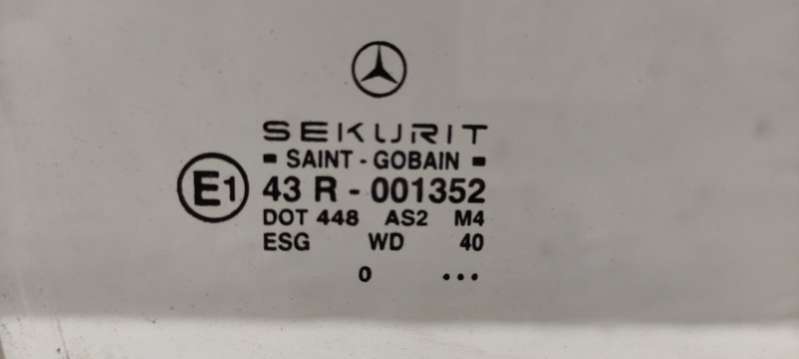 SEKURIT
- SAINT - GOBAIN -
E1 43 R - 001352
DOT 448 AS2 M4
ESG WD 40
0 ...